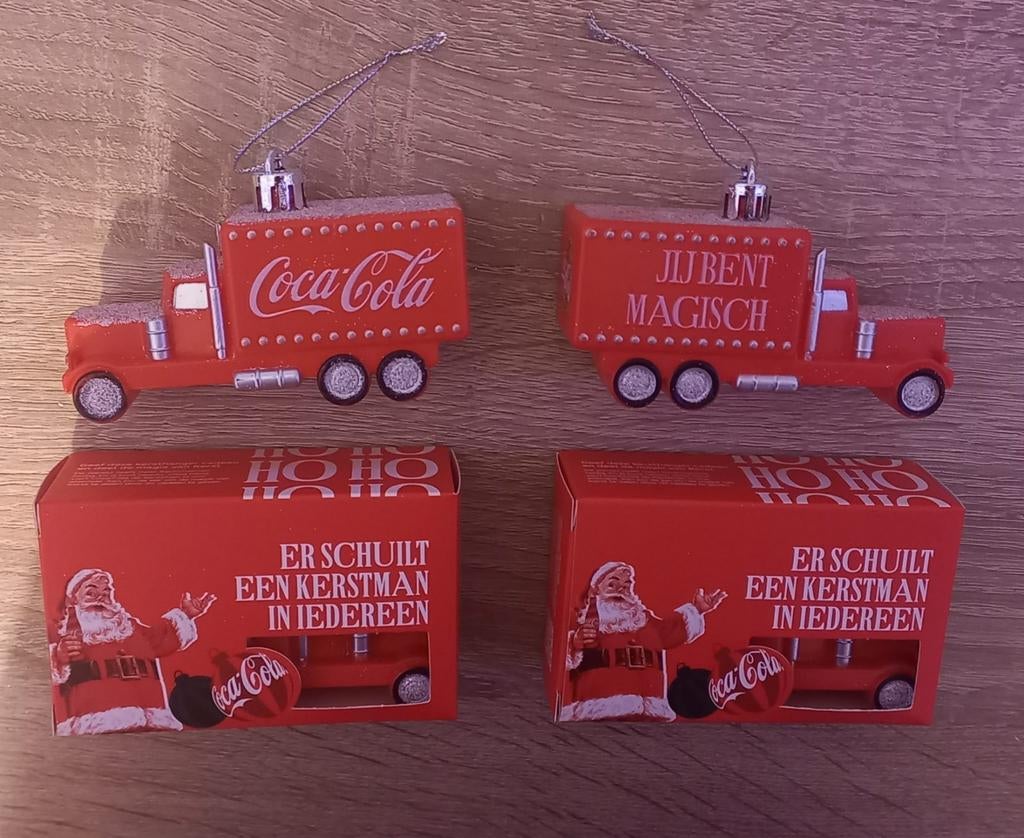 Coca-Cola
JIJ BENT
MAGISCH
HO HO
HO HO
HO HO
ER SCHUILT
EEN KERSTMAN
IN IEDEREEN
Coca-Cola
HO HO
HO HO
HO HO
ER SCHUILT
EEN KERSTMAN
IN IEDEREEN
Coca-Cola